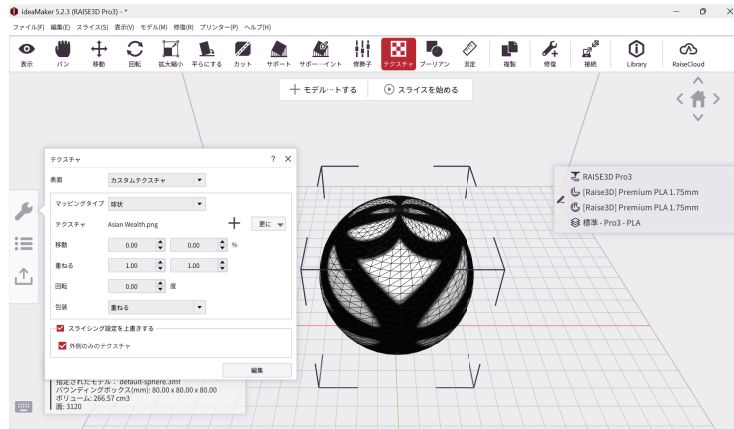 ideaMaker 5.2.3 (RAISE3D Pro3) - *
ファイル(F) 編集(E) スライス(S) 表示(V) モデル(M) 修復(R) プリンター(P) ヘルプ(H)
表示 パン 移動 回転 拡大縮小 平らにする カット サポート サポー…イント 修飾子 テクスチャ ブーリアン 測定 複製 修復 接続 Library RaiseCloud
モデル…トする スライスを始める
テクスチャ ? ×
表面 カスタムテクスチャ
マッピングタイプ 球状
テクスチャ Asian Wealth.png 更に
移動 0.00 0.00 %
重ねる 1.00 1.00
回転 0.00 度
包装 重ねる
スライシング設定を上書きする
外側のみのテクスチャ
編集
指定されたモデル： default-sphere.3mf
バウンディングボックス(mm): 80.00 x 80.00 x 80.00
ボリューム: 266.57 cm3
面: 3120
RAISE3D Pro3
[Raise3D] Premium PLA 1.75mm
[Raise3D] Premium PLA 1.75mm
標準 - Pro3 - PLA